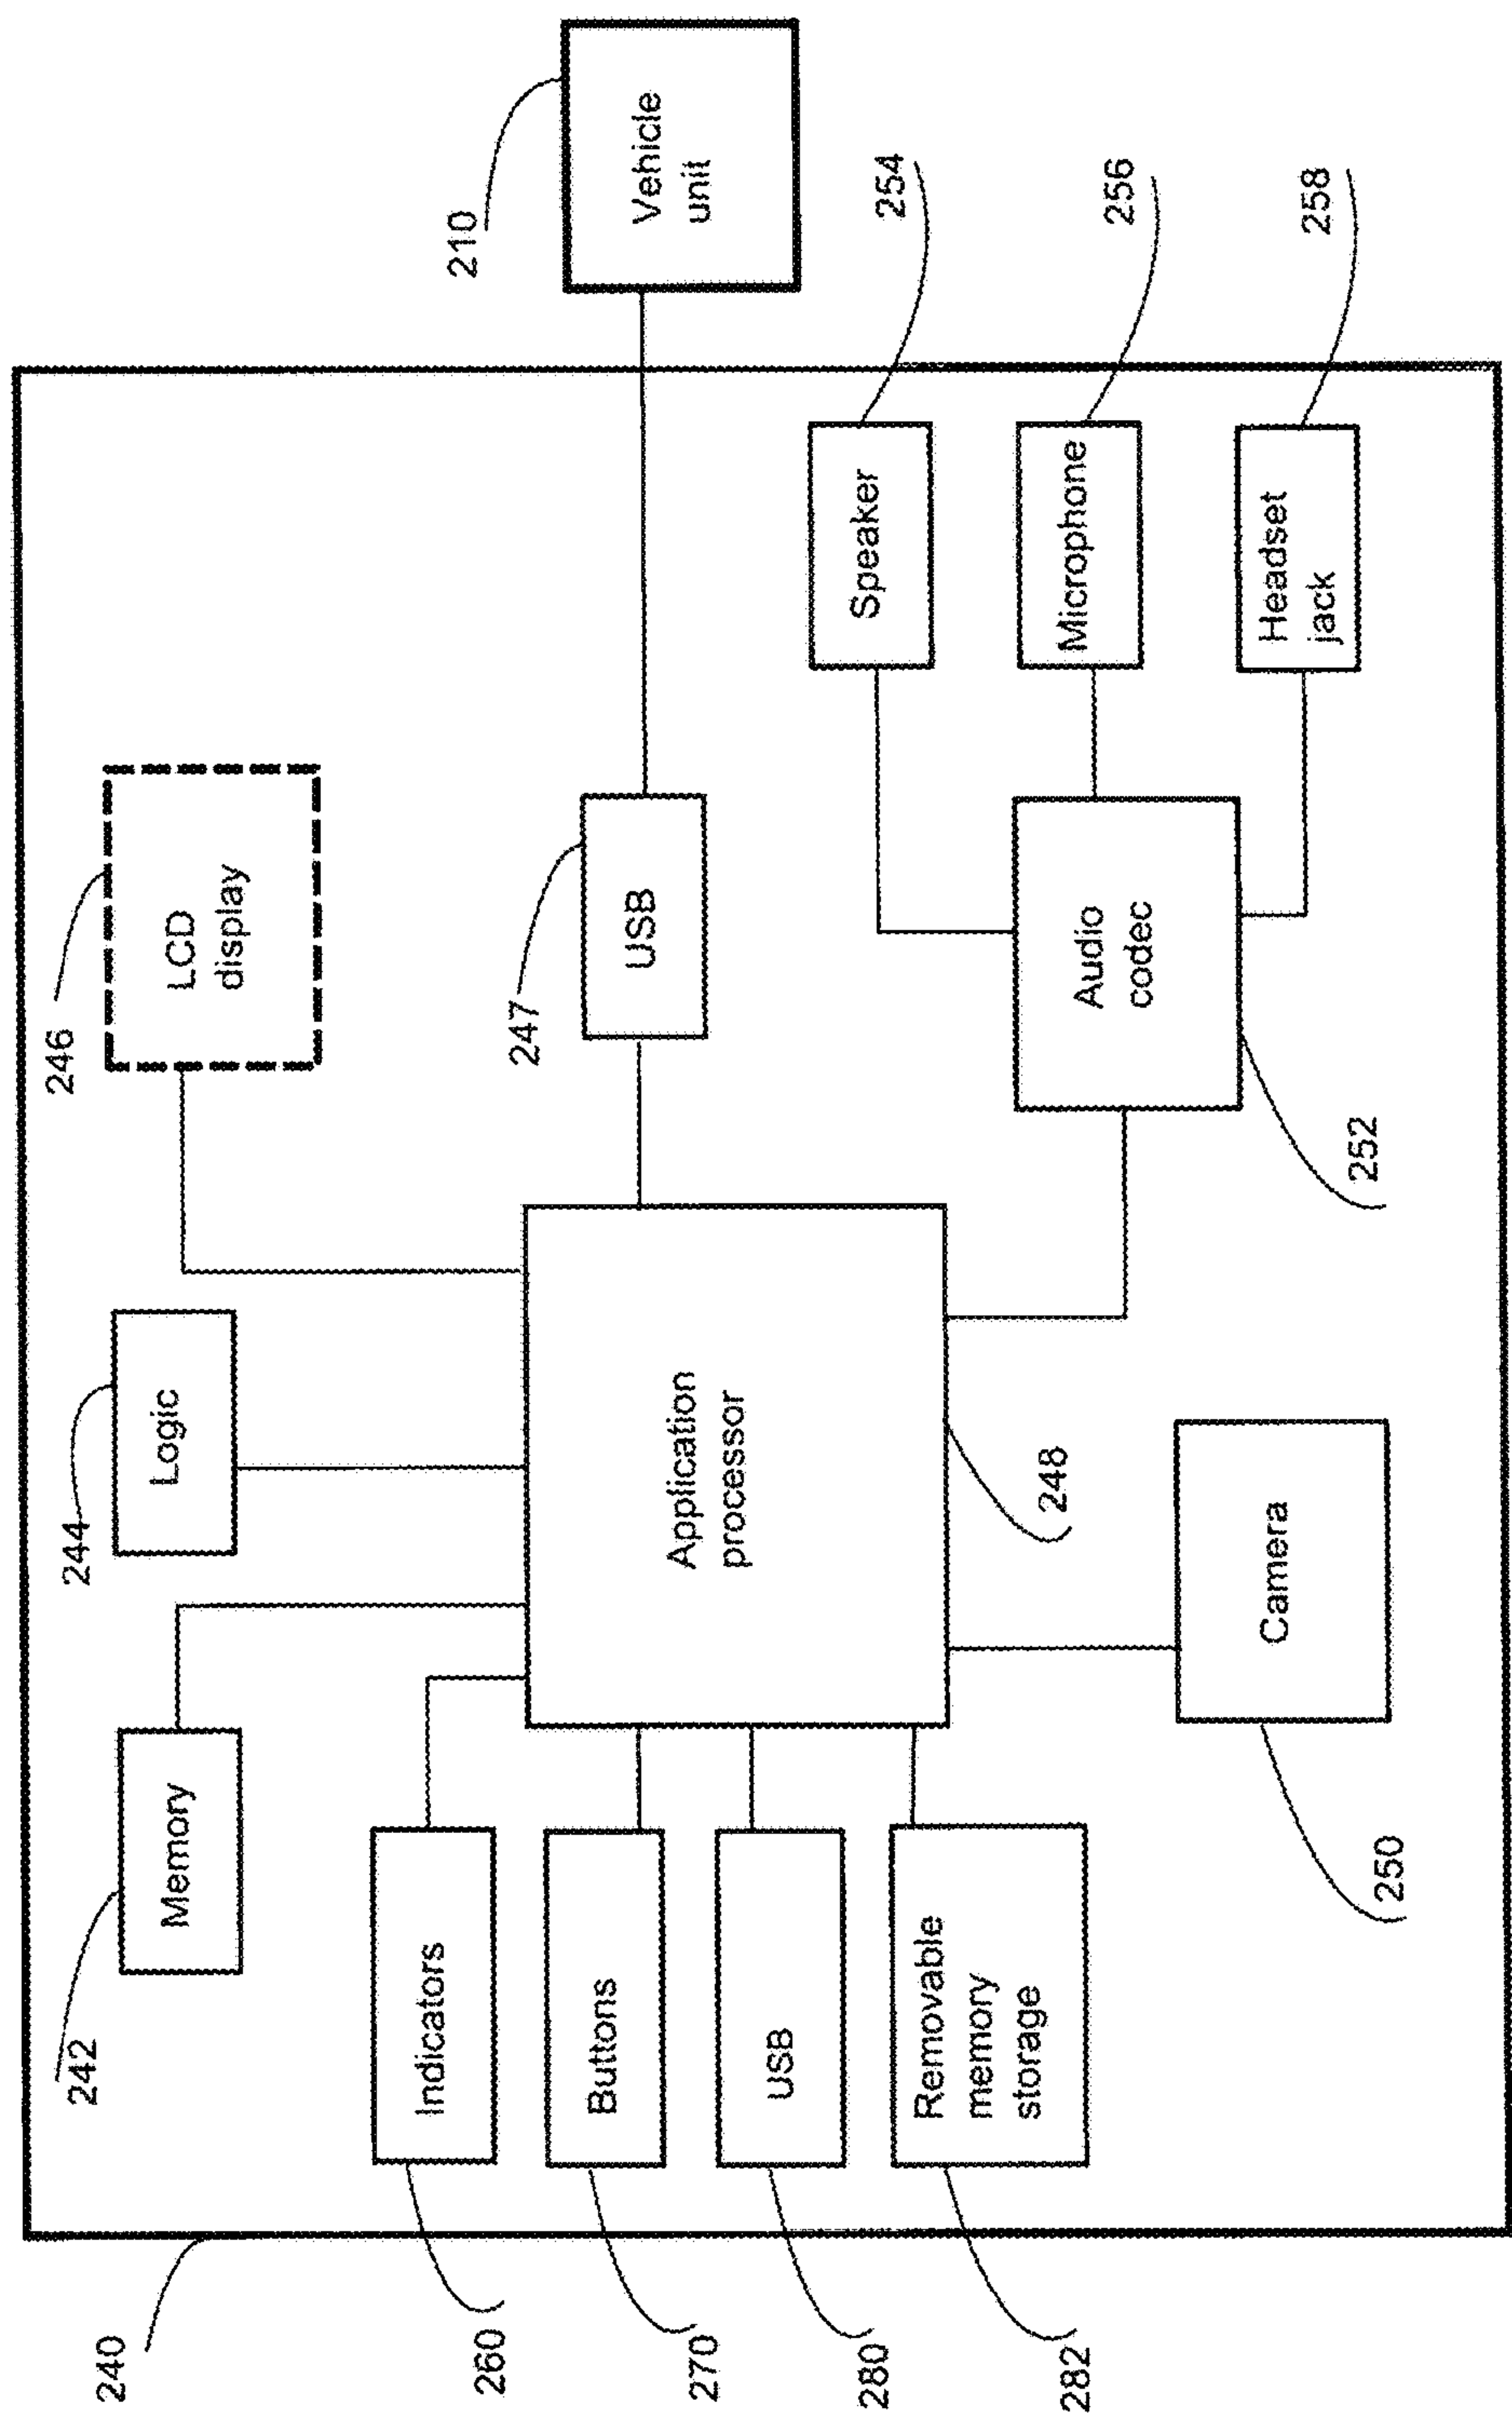 240
242
Memory
244
Logic
246
LCD
display
260
Indicators
270
Buttons
280
USB
282
Removable
memory
storage
Application
processor
248
247
USB
210
Vehicle
unit
250
Camera
252
Audio
codec
254
Speaker
256
Microphone
258
Headset
jack